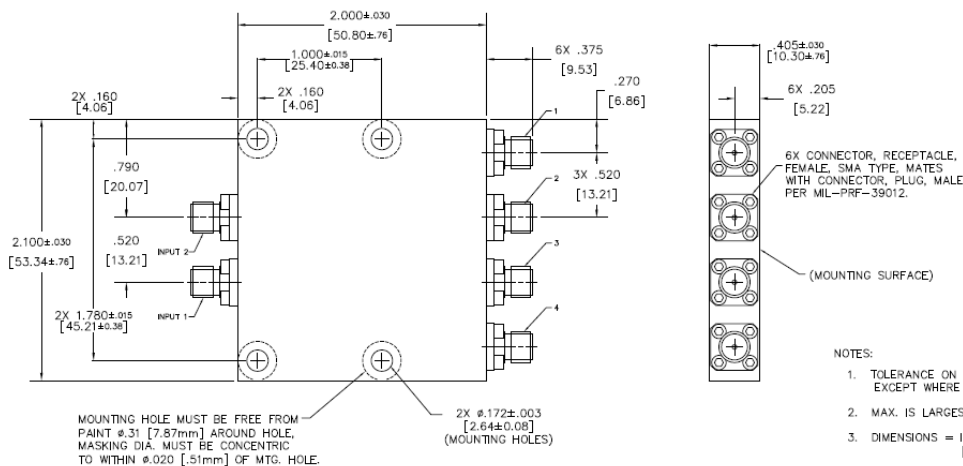 2.000±.030
[50.80±.76]
1.000±.015
[25.40±0.38]
6X .375
[9.53]
.270
[6.86]
2X .160
[4.06]
2X .160
[4.06]
.790
[20.07]
3X .520
[13.21]
2.100±.030
[53.34±.76]
.520
[13.21]
2X 1.780±.015
[45.21±0.38]
INPUT 2
INPUT 1
1
2
3
4
MOUNTING HOLE MUST BE FREE FROM
PAINT ø.31 [7.87mm] AROUND HOLE,
MASKING DIA. MUST BE CONCENTRIC
TO WITHIN ø.020 [.51mm] OF MTG. HOLE.
2X ø.172±.003
[2.64±0.08]
(MOUNTING HOLES)
.405±.030
[10.30±.76]
6X .205
[5.22]
6X CONNECTOR, RECEPTACLE,
FEMALE, SMA TYPE, MATES
WITH CONNECTOR, PLUG, MALE
PER MIL-PRF-39012.
(MOUNTING SURFACE)
NOTES:
1. TOLERANCE ON
EXCEPT WHERE
2. MAX. IS LARGES
3. DIMENSIONS = I
[